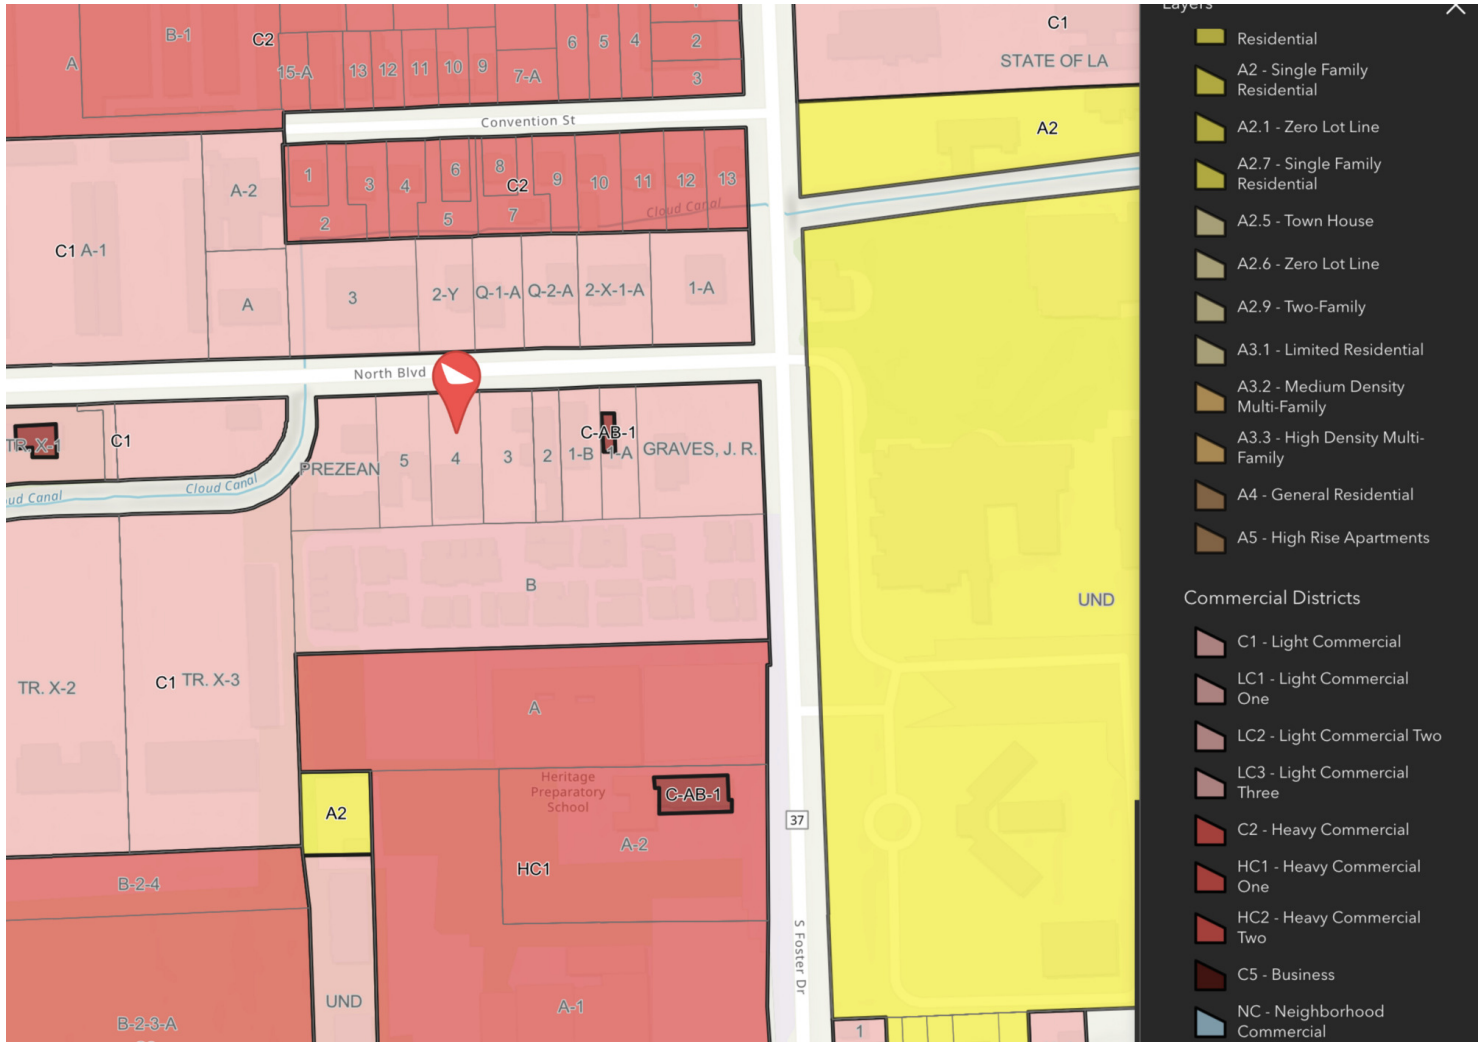 B-1
C2
A
15-A
13
12
11
10
9
7-A
6
5
4
2
3
C1
STATE OF LA
Convention St
A2
1
2
3
4
6
5
8
C2
7
9
10
11
12
13
Cloud Canal
A-2
C1 A-1
A
3
2-Y
Q-1-A
Q-2-A
2-X-1-A
1-A
North Blvd
TR. X-1
C1
PREZEAN
5
4
3
2
1-B
C-AB-1
1-A
GRAVES, J. R.
Cloud Canal
oud Canal
B
UND
TR. X-2
C1 TR. X-3
A
Heritage
Preparatory
School
C-AB-1
A2
37
A-2
HC1
B-2-4
S Foster Dr
UND
A-1
B-2-3-A
1
Layers
Residential
A2 - Single Family
Residential
A2.1 - Zero Lot Line
A2.7 - Single Family
Residential
A2.5 - Town House
A2.6 - Zero Lot Line
A2.9 - Two-Family
A3.1 - Limited Residential
A3.2 - Medium Density
Multi-Family
A3.3 - High Density Multi-
Family
A4 - General Residential
A5 - High Rise Apartments
Commercial Districts
C1 - Light Commercial
LC1 - Light Commercial
One
LC2 - Light Commercial Two
LC3 - Light Commercial
Three
C2 - Heavy Commercial
HC1 - Heavy Commercial
One
HC2 - Heavy Commercial
Two
C5 - Business
NC - Neighborhood
Commercial